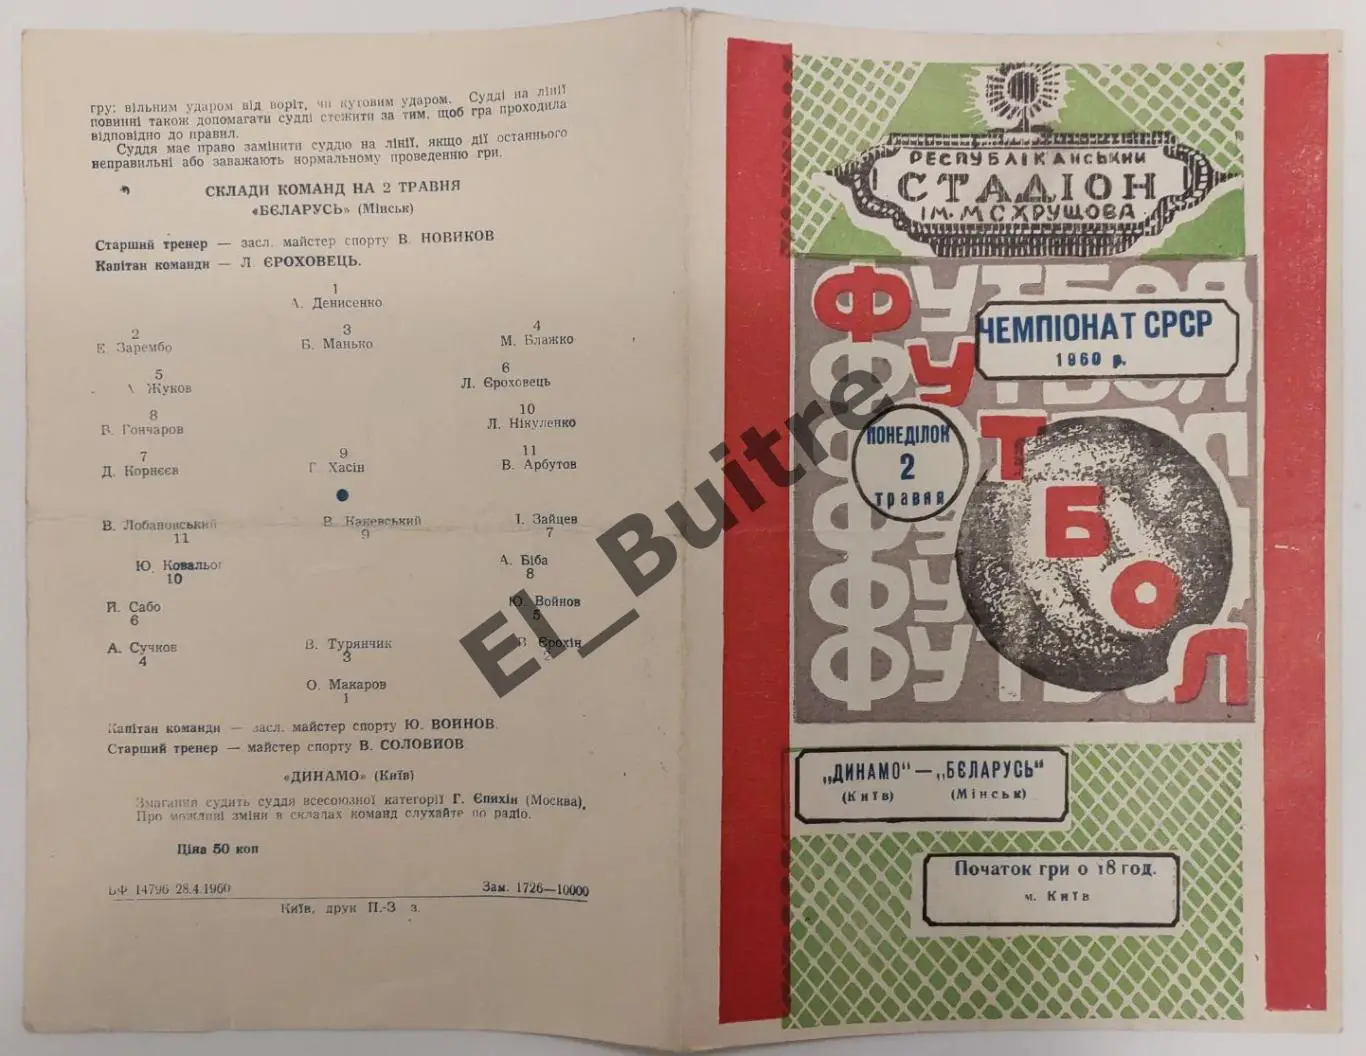 гру: вільним ударом від воріт, чи кутовим ударом. Судді на лінії
повинні також допомагати судді стежити за тим, щоб гра проходила
відповідно до правил.
Суддя має право замінити суддю на лінії, якщо дії останнього
неправильні або заважають нормальному проведенню гри.
СКЛАДИ КОМАНД НА 2 ТРАВНЯ
«БЄЛАРУСЬ» (Мінськ)
Старший тренер — засл. майстер спорту В. НОВИКОВ
Капітан команди — Л. ЄРОХОВЕЦЬ.
1
А. Денисенко
2 3 4
Е. Зарембо Б. Манько М. Блажко
5 6
А. Жуков Л. Єроховець
8 10
В. Гончаров Л. Нікуленко
7 9 11
Д. Корнєєв Г. Хасін В. Арбутов
В. Лобановський В. Каневський І. Зайцев
11 9 7
Ю. Ковальог А. Біба
10 8
Й. Сабо Ю. Войнов
6 5
А. Сучков В. Турянчик В. Єрохін
4 3 2
О. Макаров
1
Капітан команди — засл. майстер спорту Ю. ВОЙНОВ.
Старший тренер — майстер спорту В. СОЛОВЙОВ
«ДИНАМО» (Київ)
Змагання судить суддя всесоюзної категорії Г. Єпихін (Москва).
Про можливі зміни в складах команд слухайте по радіо.
Ціна 50 коп
БФ 14796 28.4.1960 Зам. 1726—10000
Київ, друк П.-З з.
РЕСПУБЛІКАНСЬКИЙ
СТАДІОН
ІМ. М С ХРУЩОВА
ФУТБОЛ
ЧЕМПІОНАТ СРСР
1960 р.
ПОНЕДІЛОК
2
травня
ФУТБОЛ
„ДИНАМО" — „БЄЛАРУСЬ"
(Київ) (Мінськ)
Початок гри о 18 год.
м. Київ
El_Buitre